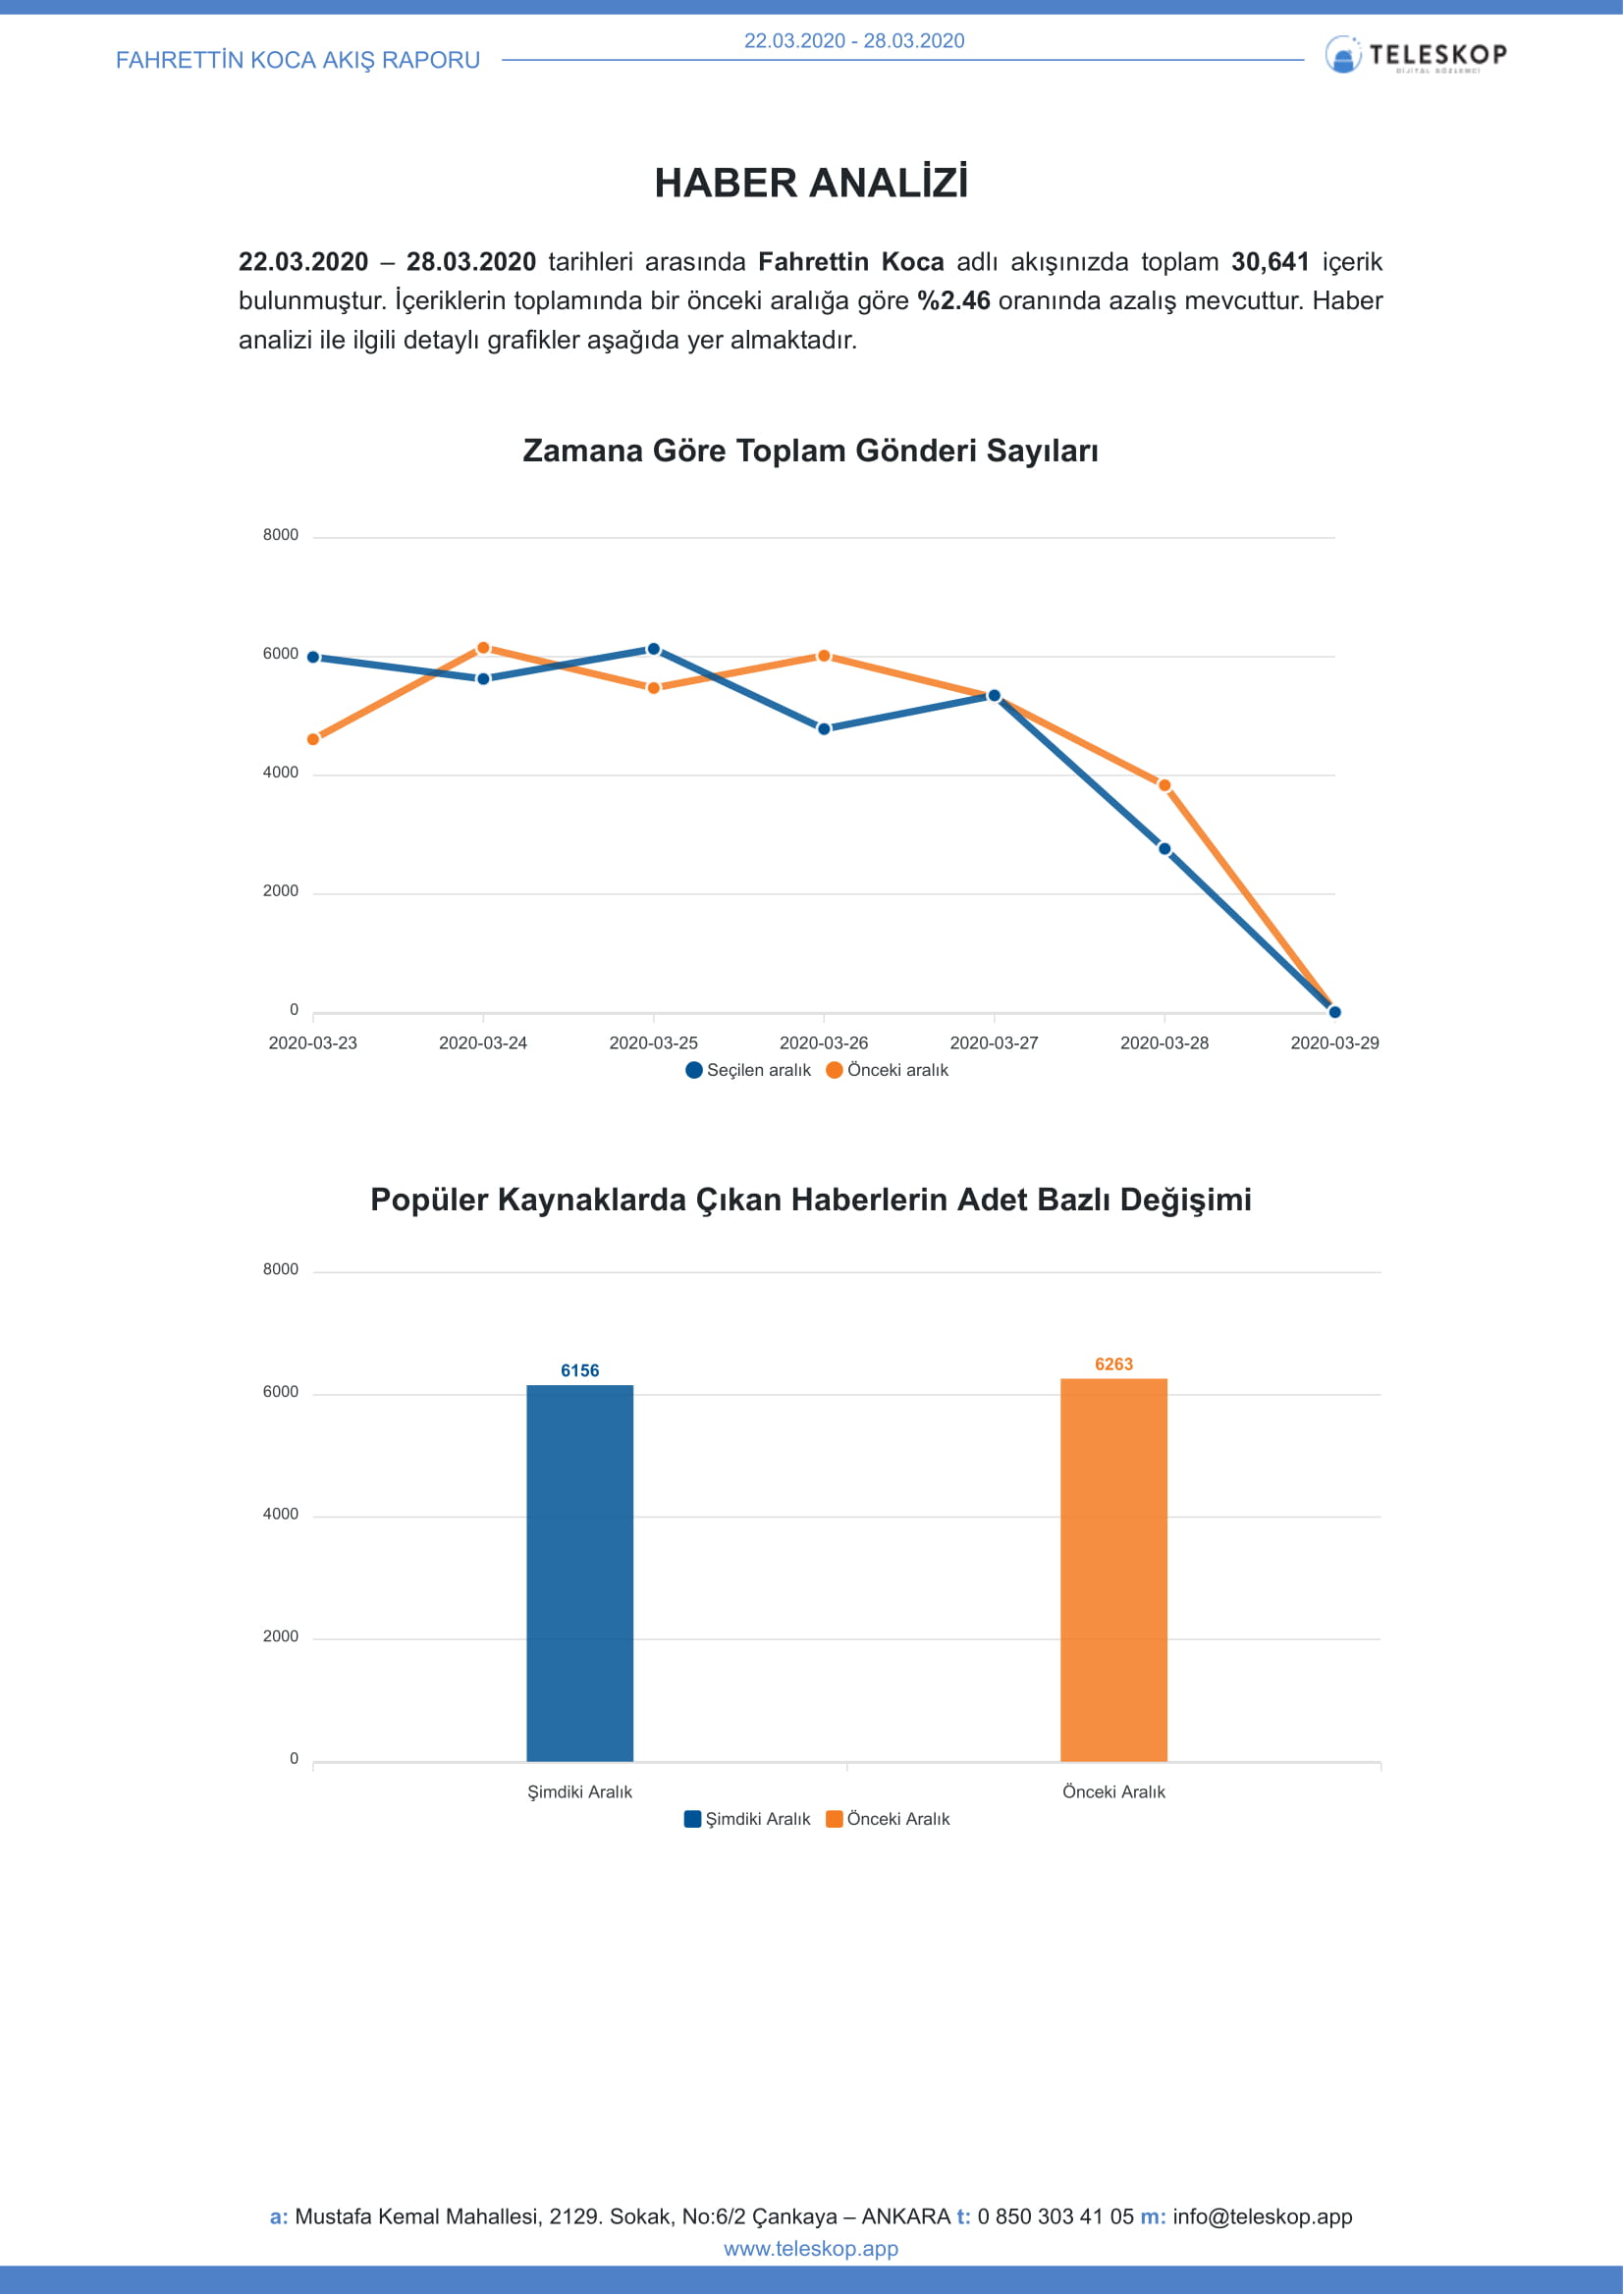 22.03.2020 - 28.03.2020
FAHRETTİN KOCA AKIŞ RAPORU
TELESKOP
DİJİTAL GÖZLEMCİ
HABER ANALİZİ
22.03.2020 – 28.03.2020 tarihleri arasında Fahrettin Koca adlı akışınızda toplam 30,641 içerik
bulunmuştur. İçeriklerin toplamında bir önceki aralığa göre %2.46 oranında azalış mevcuttur. Haber
analizi ile ilgili detaylı grafikler aşağıda yer almaktadır.
Zamana Göre Toplam Gönderi Sayıları
8000
6000
4000
2000
0
2020-03-23 2020-03-24 2020-03-25 2020-03-26 2020-03-27 2020-03-28 2020-03-29
Seçilen aralık Önceki aralık
Popüler Kaynaklarda Çıkan Haberlerin Adet Bazlı Değişimi
8000
6156 6263
6000
4000
2000
0
Şimdiki Aralık Önceki Aralık
Şimdiki Aralık Önceki Aralık
a: Mustafa Kemal Mahallesi, 2129. Sokak, No:6/2 Çankaya – ANKARA t: 0 850 303 41 05 m: info@teleskop.app
www.teleskop.app